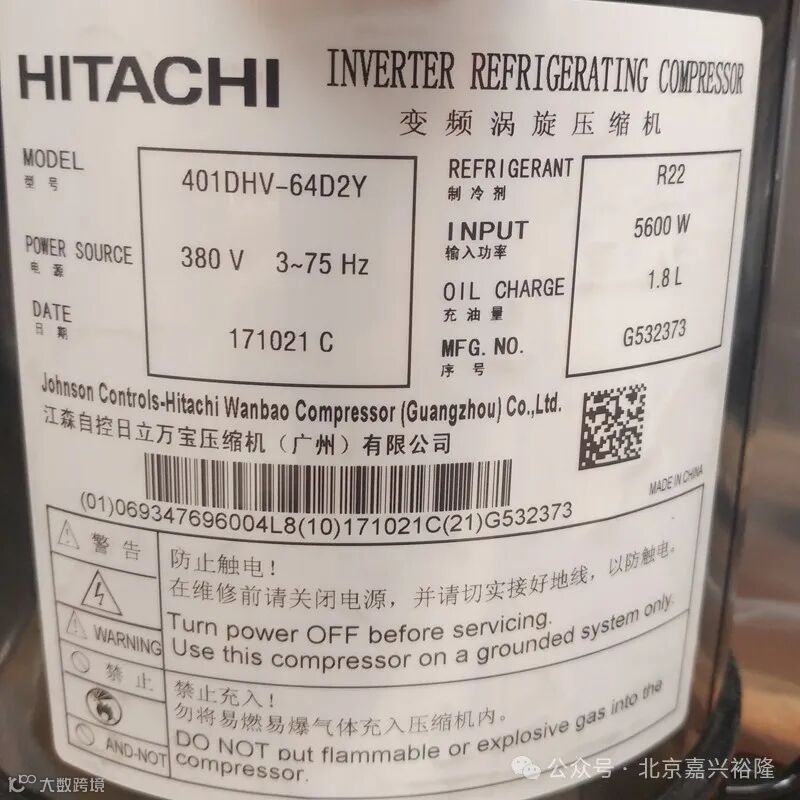 HITACHI
INVERTER REFRIGERATING COMPRESSOR
变频涡旋压缩机
MODEL
型号
401DHV-64D2Y
POWER SOURCE
电源
380 V 3~75 Hz
DATE
日期
171021 C
REFRIGERANT
制冷剂
R22
INPUT
输入功率
5600 W
OIL CHARGE
充油量
1.8 L
MFG.NO.
序号
G532373
Johnson Controls-Hitachi Wanbao Compressor (Guangzhou) Co.,Ltd.
江森自控日立万宝压缩机（广州）有限公司
MADE IN CHINA
(01)069347696004L8(10)171021C(21)G532373
警告
WARNING
防止触电！
在维修前请关闭电源，并请切实接好地线，以防触电。
Turn power OFF before servicing.
Use this compressor on a grounded system only.
禁止
AND-NOT
禁止充入！
勿将易燃易爆气体充入压缩机内。
DO NOT put flammable or explosive gas into the
compressor.
大数跨境
公众号·北京嘉兴裕隆